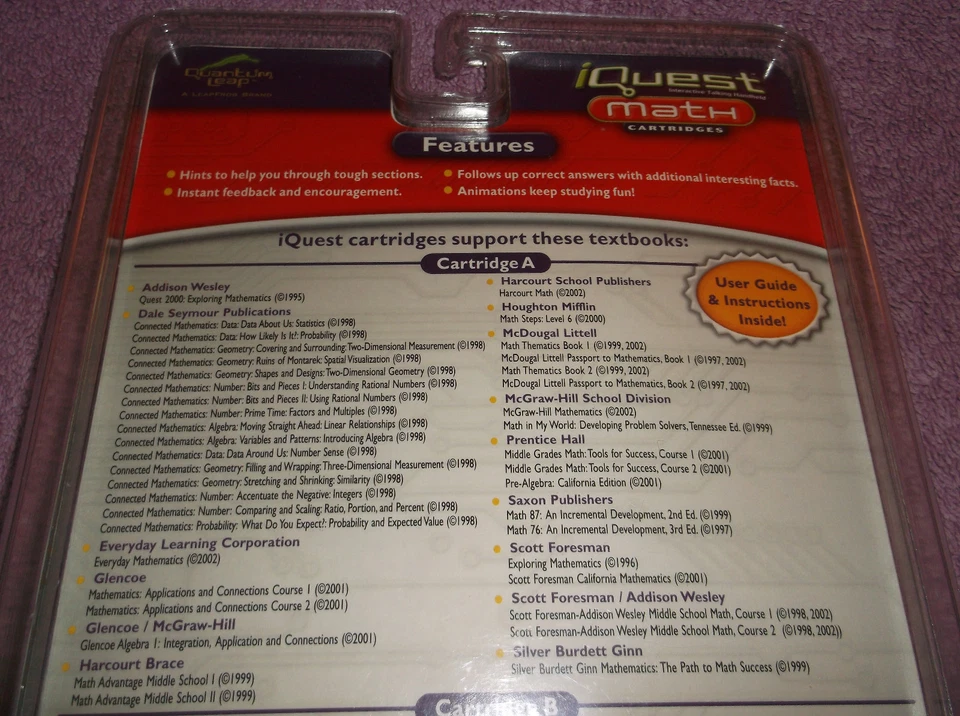 Quantum
Leap
A LEAPFROG BRAND
iQuest
Interactive Talking Handheld
math
CARTRIDGES
Features
Hints to help you through tough sections.
Instant feedback and encouragement.
Follows up correct answers with additional interesting facts.
Animations keep studying fun!
iQuest cartridges support these textbooks:
Cartridge A
User Guide
& Instructions
Inside!
Addison Wesley
Quest 2000: Exploring Mathematics (©1995)
Dale Seymour Publications
Connected Mathematics: Data: Data About Us: Statistics (©1998)
Connected Mathematics: Data: How Likely Is It?: Probability (©1998)
Connected Mathematics: Geometry: Covering and Surrounding: Two-Dimensional Measurement (©1998)
Connected Mathematics: Geometry: Ruins of Montarek: Spatial Visualization (©1998)
Connected Mathematics: Geometry: Shapes and Designs: Two-Dimensional Geometry (©1998)
Connected Mathematics: Number: Bits and Pieces I: Understanding Rational Numbers (©1998)
Connected Mathematics: Number: Bits and Pieces II: Using Rational Numbers (©1998)
Connected Mathematics: Number: Prime Time: Factors and Multiples (©1998)
Connected Mathematics: Algebra: Moving Straight Ahead: Linear Relationships (©1998)
Connected Mathematics: Algebra: Variables and Patterns: Introducing Algebra (©1998)
Connected Mathematics: Data: Data Around Us: Number Sense (©1998)
Connected Mathematics: Geometry: Filling and Wrapping: Three-Dimensional Measurement (©1998)
Connected Mathematics: Geometry: Stretching and Shrinking: Similarity (©1998)
Connected Mathematics: Number: Accentuate the Negative: Integers (©1998)
Connected Mathematics: Number: Comparing and Scaling: Ratio, Portion, and Percent (©1998)
Connected Mathematics: Probability: What Do You Expect?: Probability and Expected Value (©1998)
Everyday Learning Corporation
Everyday Mathematics (©2002)
Glencoe
Mathematics: Applications and Connections Course 1 (©2001)
Mathematics: Applications and Connections Course 2 (©2001)
Glencoe / McGraw-Hill
Glencoe Algebra 1: Integration, Application and Connections (©2001)
Harcourt Brace
Math Advantage Middle School I (©1999)
Math Advantage Middle School II (©1999)
Harcourt School Publishers
Harcourt Math (©2002)
Houghton Mifflin
Math Steps: Level 6 (©2000)
McDougal Littell
Math Thematics Book 1 (©1999, 2002)
McDougal Littell Passport to Mathematics, Book 1 (©1997, 2002)
Math Thematics Book 2 (©1999, 2002)
McDougal Littell Passport to Mathematics, Book 2 (©1997, 2002)
McGraw-Hill School Division
McGraw-Hill Mathematics (©2002)
Math in My World: Developing Problem Solvers, Tennessee Ed. (©1999)
Prentice Hall
Middle Grades Math: Tools for Success, Course 1 (©2001)
Middle Grades Math: Tools for Success, Course 2 (©2001)
Pre-Algebra: California Edition (©2001)
Saxon Publishers
Math 87: An Incremental Development, 2nd Ed. (©1999)
Math 76: An Incremental Development, 3rd Ed. (©1997)
Scott Foresman
Exploring Mathematics (©1996)
Scott Foresman California Mathematics (©2001)
Scott Foresman / Addison Wesley
Scott Foresman-Addison Wesley Middle School Math, Course 1 (©1998, 2002)
Scott Foresman-Addison Wesley Middle School Math, Course 2 (©1998, 2002))
Silver Burdett Ginn
Silver Burdett Ginn Mathematics: The Path to Math Success (©1999)
Cartridge B